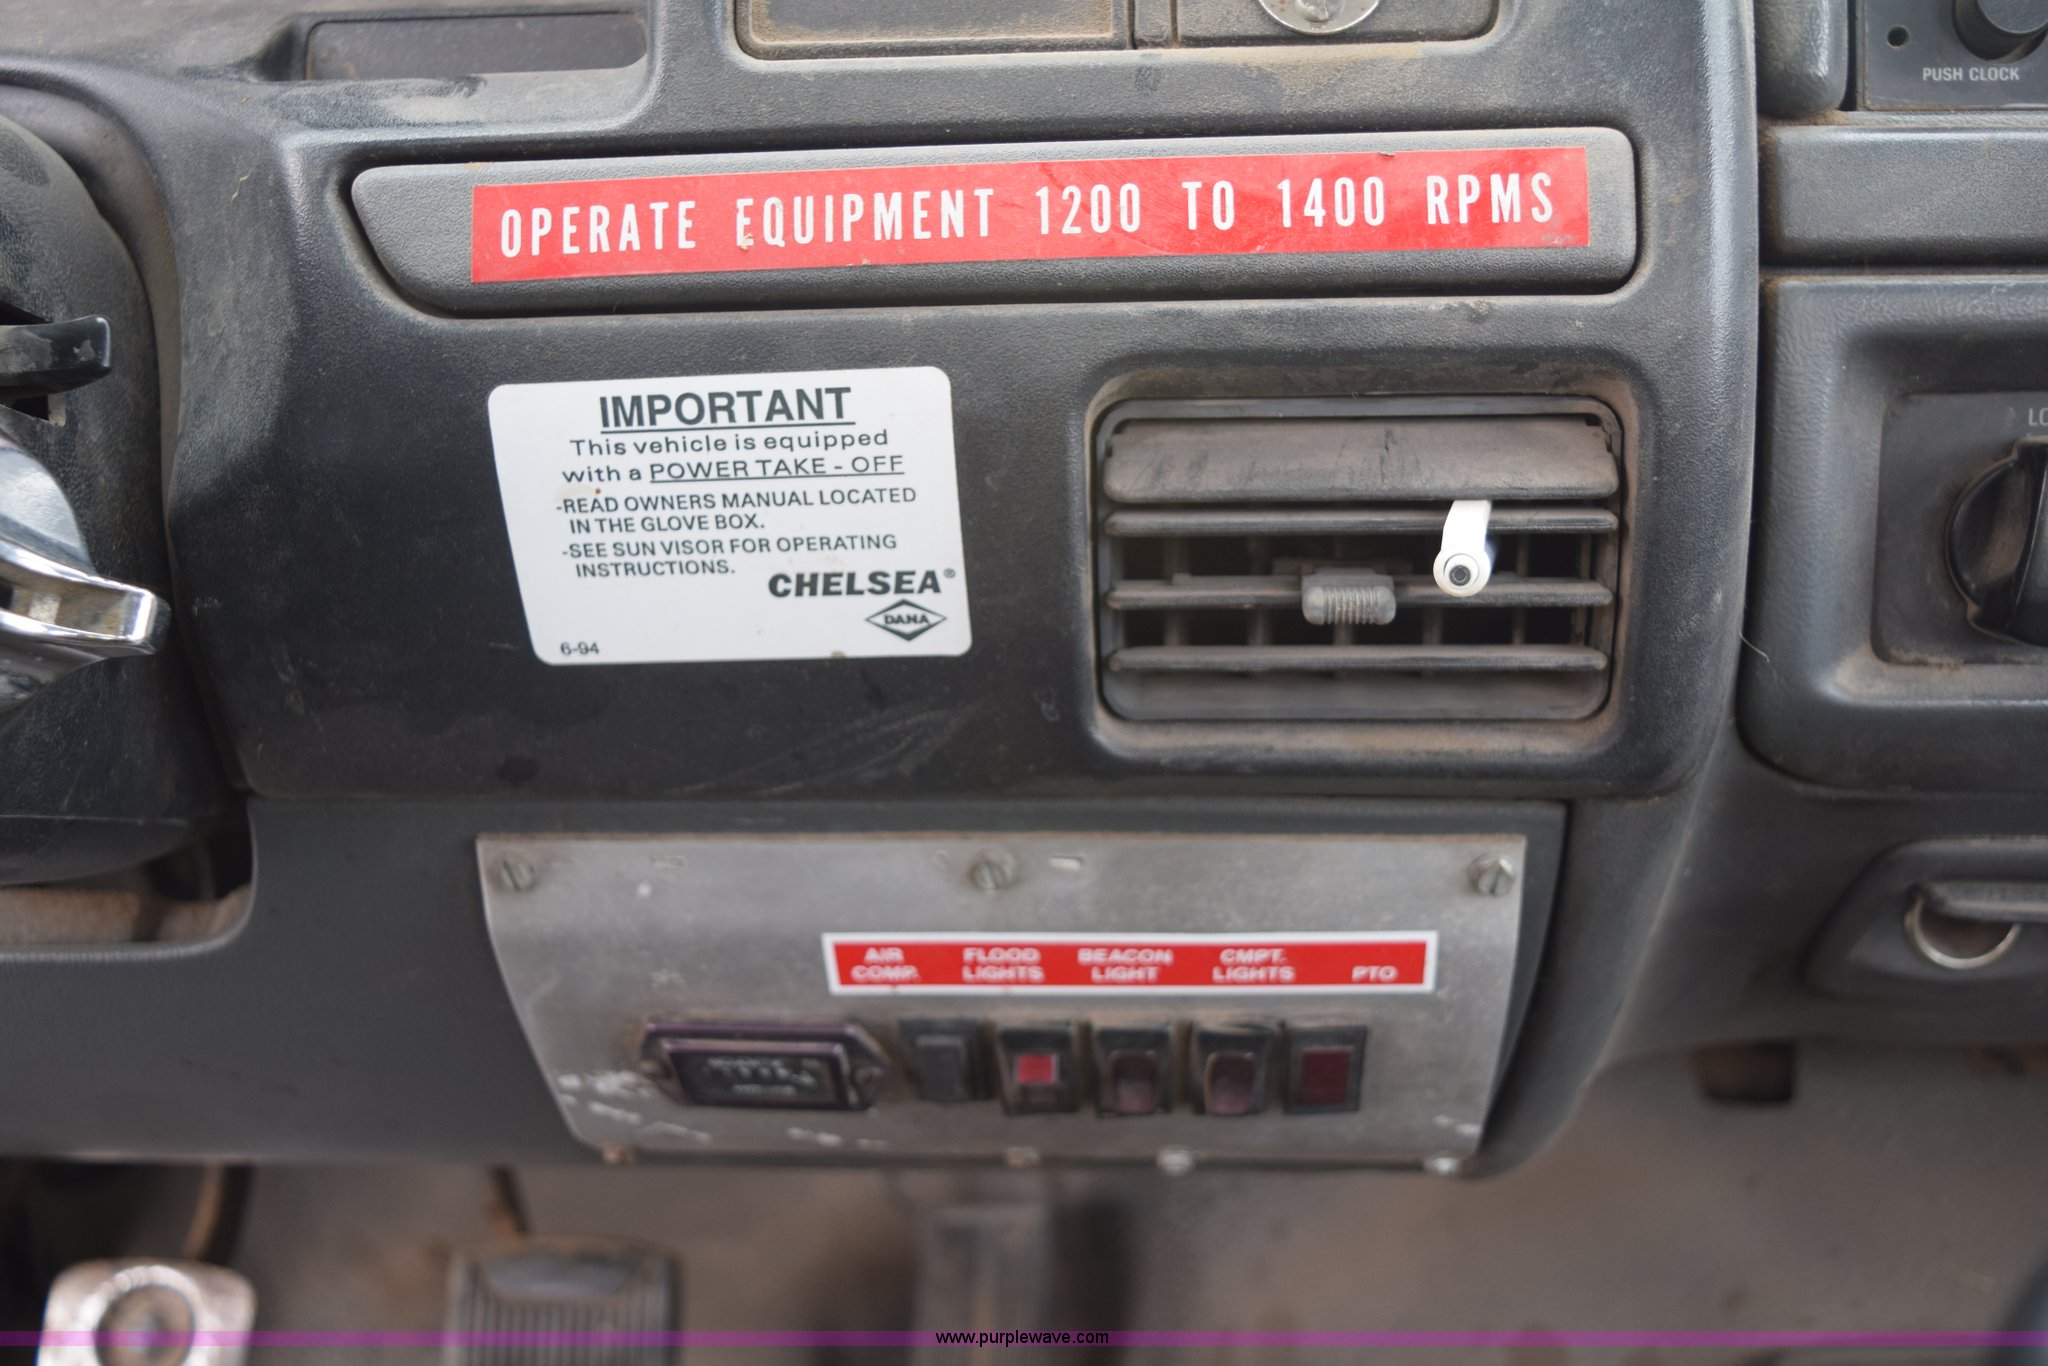 PUSH CLOCK
OPERATE EQUIPMENT 1200 TO 1400 RPMS
IMPORTANT
This vehicle is equipped
with a POWER TAKE - OFF
-READ OWNERS MANUAL LOCATED
IN THE GLOVE BOX.
-SEE SUN VISOR FOR OPERATING
INSTRUCTIONS.
CHELSEA®
DANA
6-94
AIR COMP.
FLOOD LIGHTS
BEACON LIGHT
CMPT. LIGHTS
PTO
www.purplewave.com